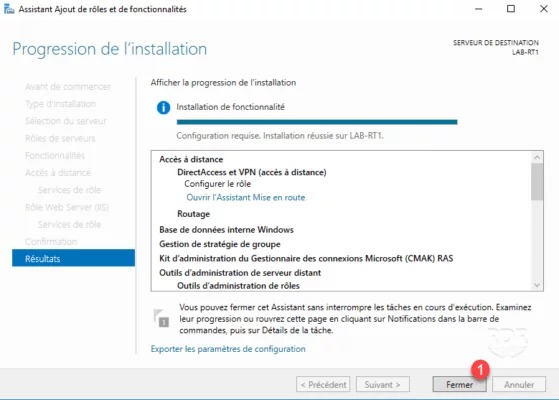 Assistant Ajout de rôles et de fonctionnalités
Progression de l'installation
SERVEUR DE DESTINATION
LAB-RT1
Avant de commencer
Type d'installation
Sélection du serveur
Rôles de serveurs
Fonctionnalités
Accès à distance
Services de rôle
Rôle Web Server (IIS)
Services de rôle
Confirmation
Résultats
Afficher la progression de l'installation
Installation de fonctionnalité
Configuration requise. Installation réussie sur LAB-RT1.
Accès à distance
DirectAccess et VPN (accès à distance)
Configurer le rôle
Ouvrir l'Assistant Mise en route
Routage
Base de données interne Windows
Gestion de stratégie de groupe
Kit d'administration du Gestionnaire des connexions Microsoft (CMAK) RAS
Outils d'administration de serveur distant
Outils d'administration de rôles
1
Vous pouvez fermer cet Assistant sans interrompre les tâches en cours d'exécution. Examinez
leur progression ou rouvrez cette page en cliquant sur Notifications dans la barre de
commandes, puis sur Détails de la tâche.
Exporter les paramètres de configuration
1
< Précédent
Suivant >
Fermer
Annuler